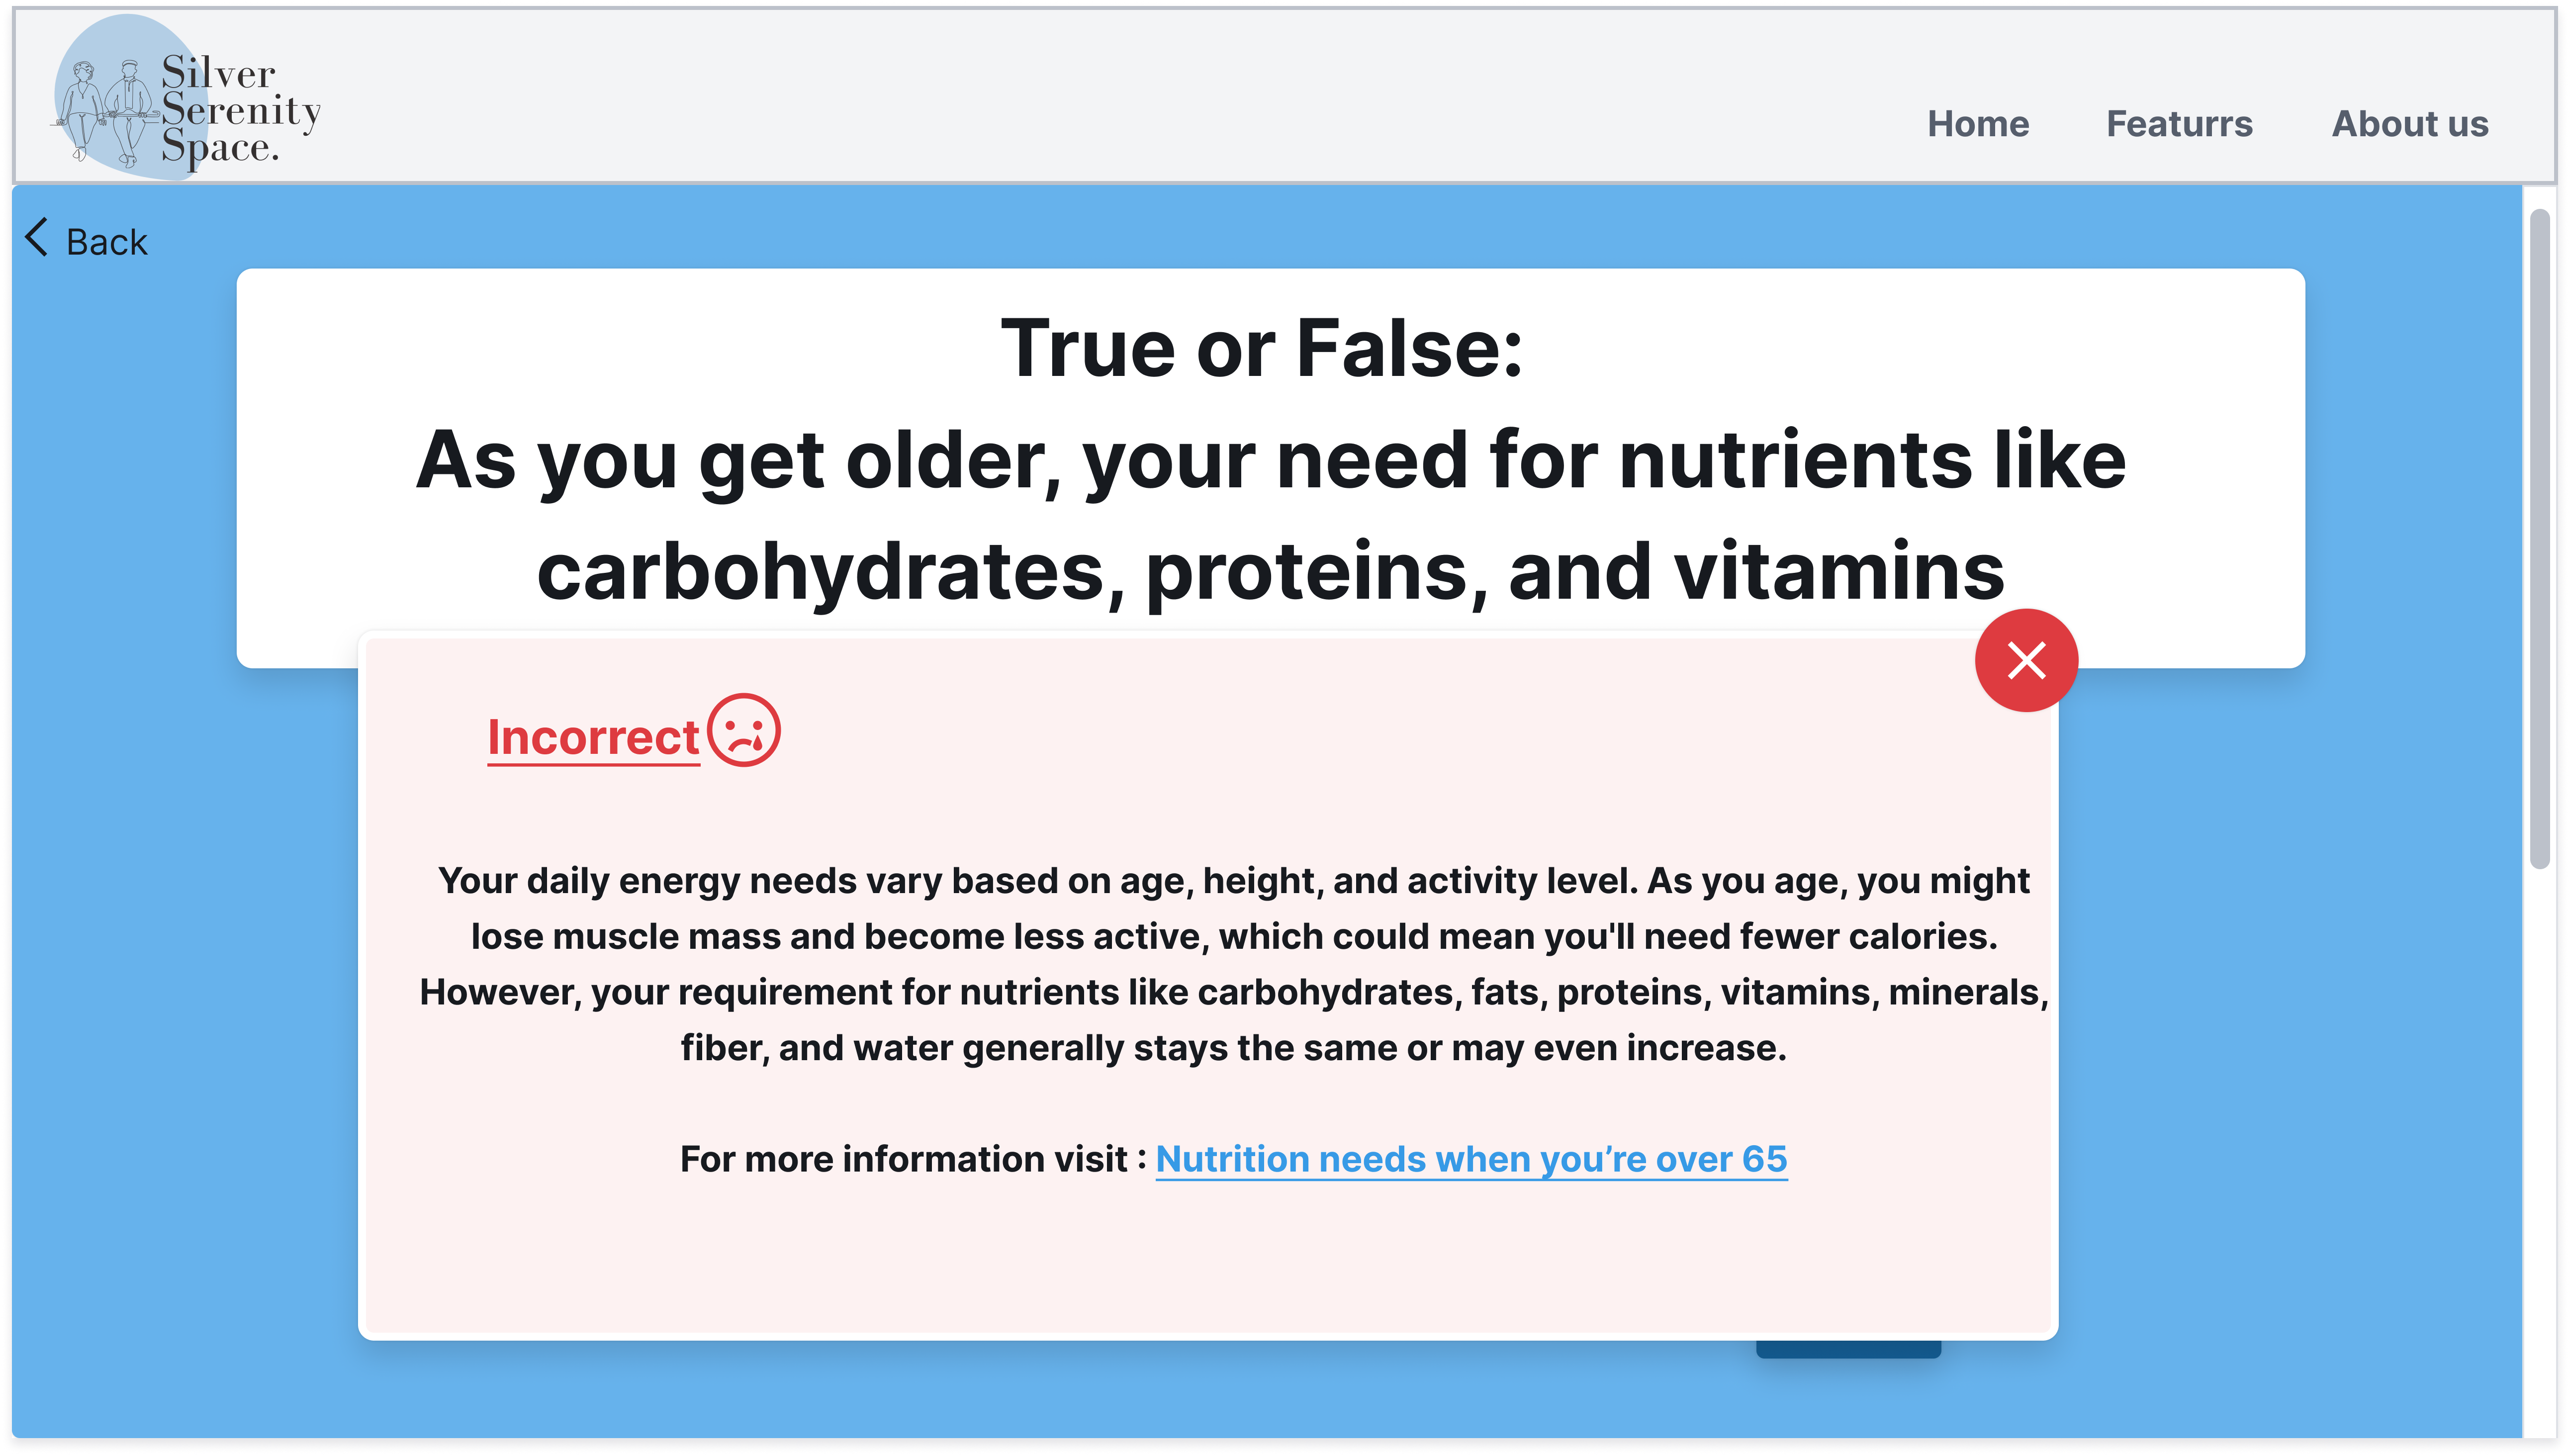 Silver
Serenity
Space.
Home
Featurrs
About us
Back
True or False:
As you get older, your need for nutrients like
carbohydrates, proteins, and vitamins
Incorrect
Your daily energy needs vary based on age, height, and activity level. As you age, you might
lose muscle mass and become less active, which could mean you'll need fewer calories.
However, your requirement for nutrients like carbohydrates, fats, proteins, vitamins, minerals,
fiber, and water generally stays the same or may even increase.
For more information visit : Nutrition needs when you’re over 65